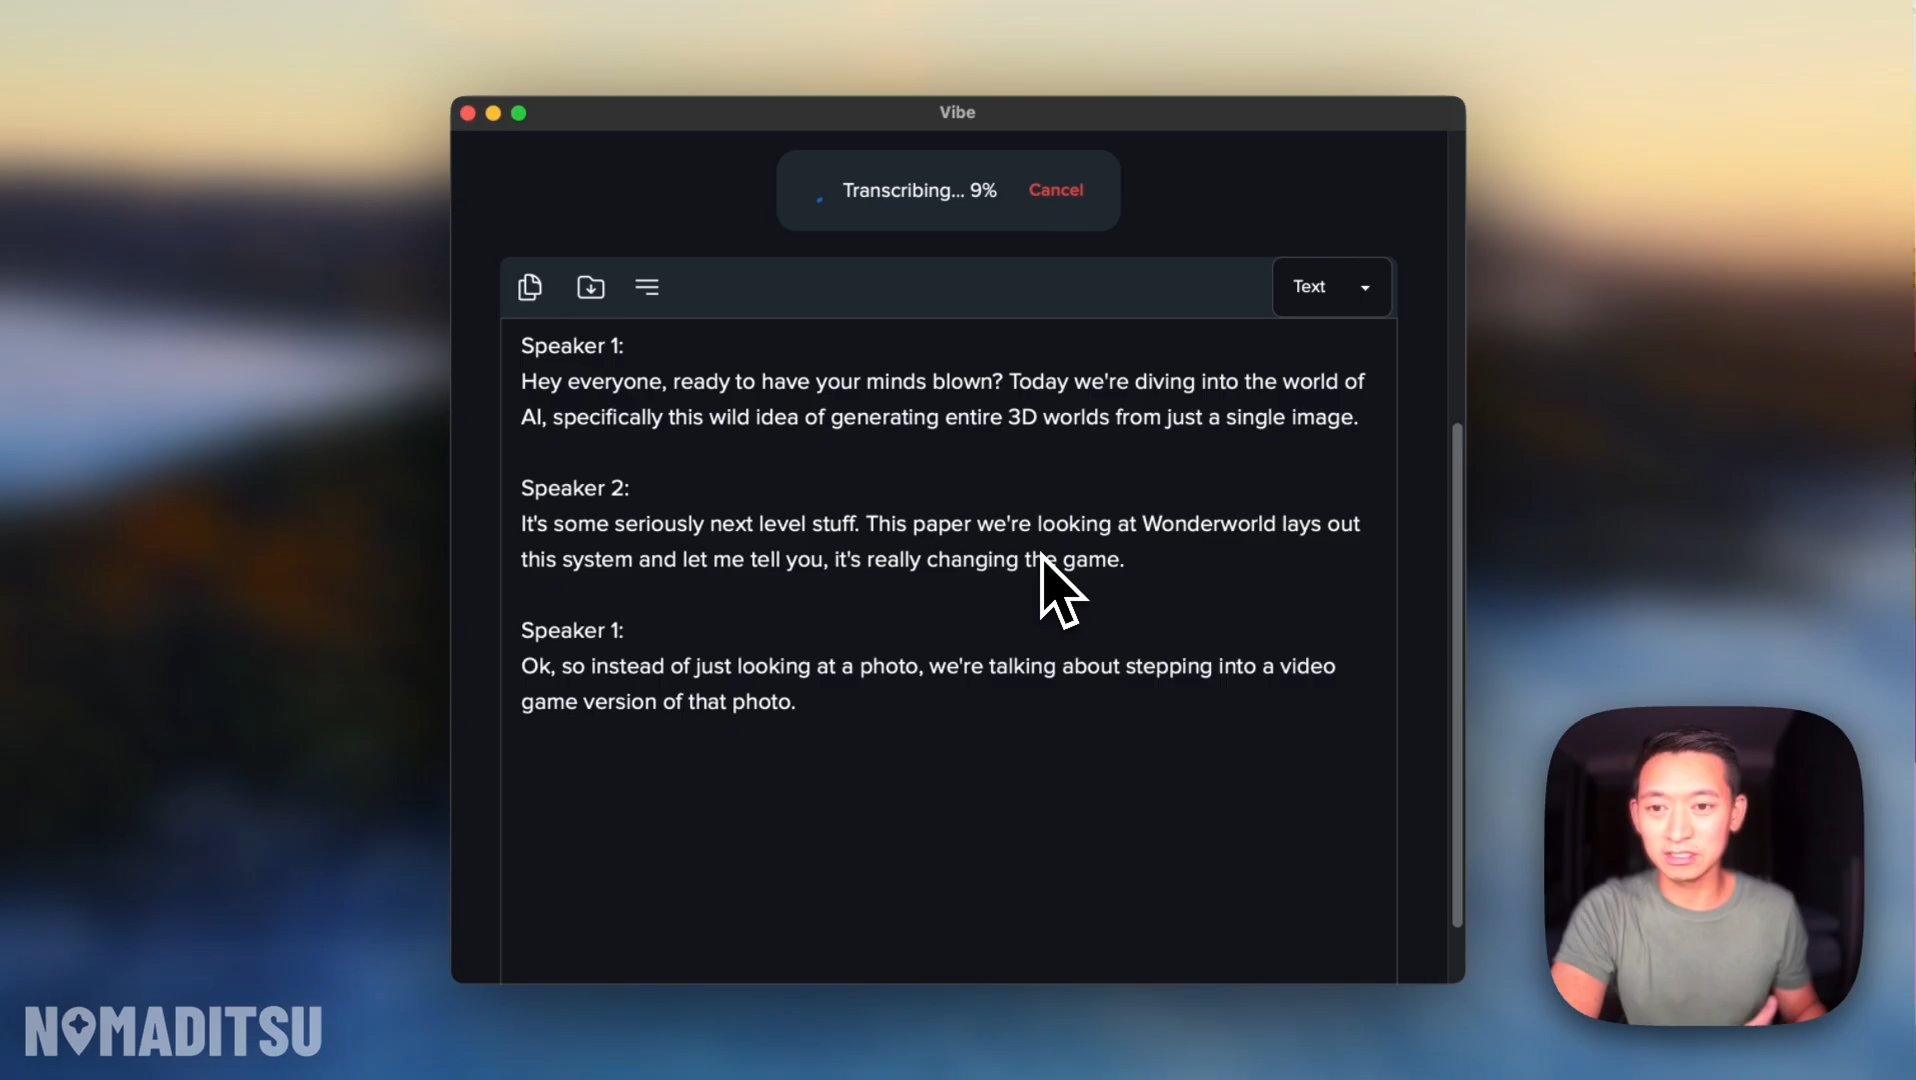 Vibe
Transcribing... 9%
Cancel
Text
Speaker 1:
Hey everyone, ready to have your minds blown? Today we're diving into the world of
AI, specifically this wild idea of generating entire 3D worlds from just a single image.
Speaker 2:
It's some seriously next level stuff. This paper we're looking at Wonderworld lays out
this system and let me tell you, it's really changing the game.
Speaker 1:
Ok, so instead of just looking at a photo, we're talking about stepping into a video
game version of that photo.
NOMADITSU